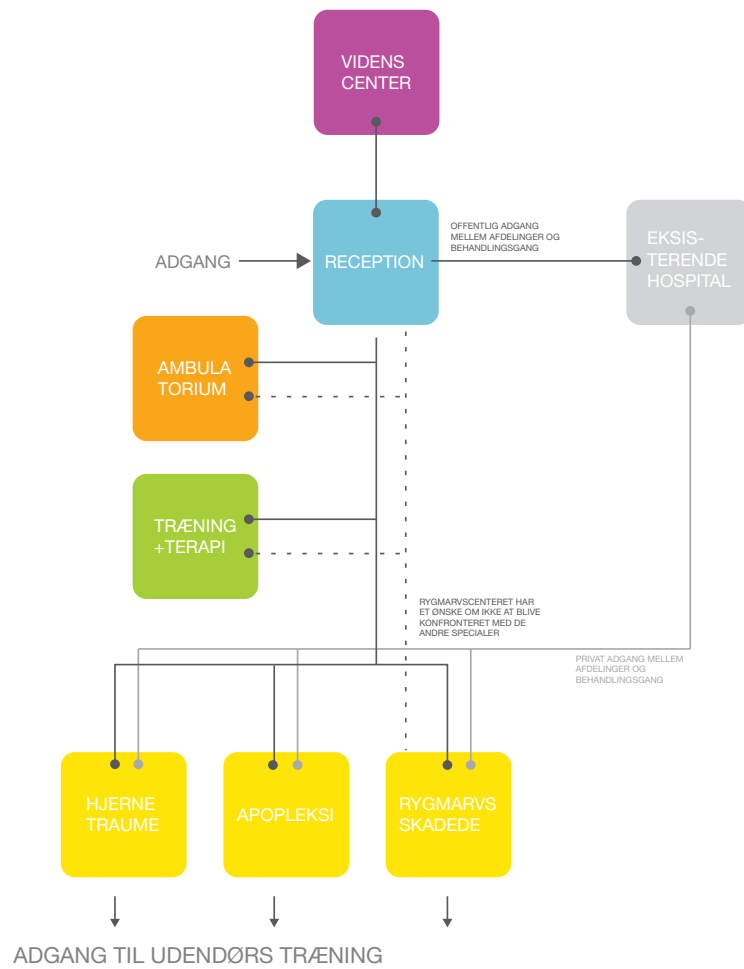 VIDENS
CENTER
OFFENTLIG ADGANG
MELLEM AFDELINGER OG
BEHANDLINGSGANG
ADGANG
RECEPTION
EKSIS-
TERENDE
HOSPITAL
AMBULA
TORIUM
TRÆNING
+TERAPI
RYGMARVSCENTERET HAR
ET ØNSKE OM IKKE AT BLIVE
KONFRONTERET MED DE
ANDRE SPECIALER
PRIVAT ADGANG MELLEM
AFDELINGER OG
BEHANDLINGSGANG
HJERNE
TRAUME
APOPLEKSI
RYGMARVS
SKADEDE
ADGANG TIL UDENDØRS TRÆNING